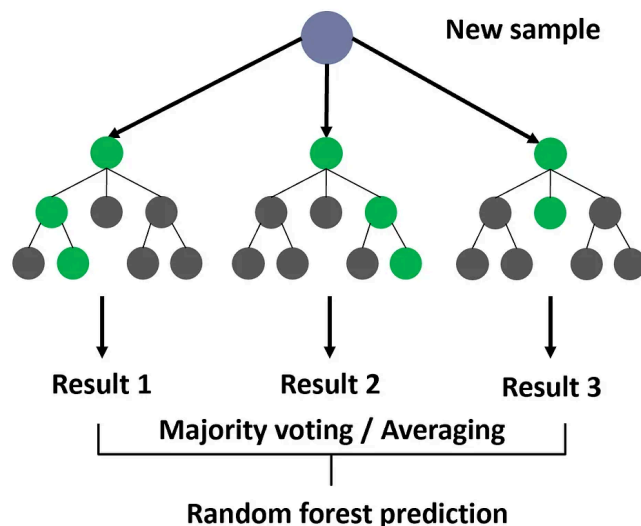 New sample
Result 1
Result 2
Result 3
Majority voting / Averaging
Random forest prediction